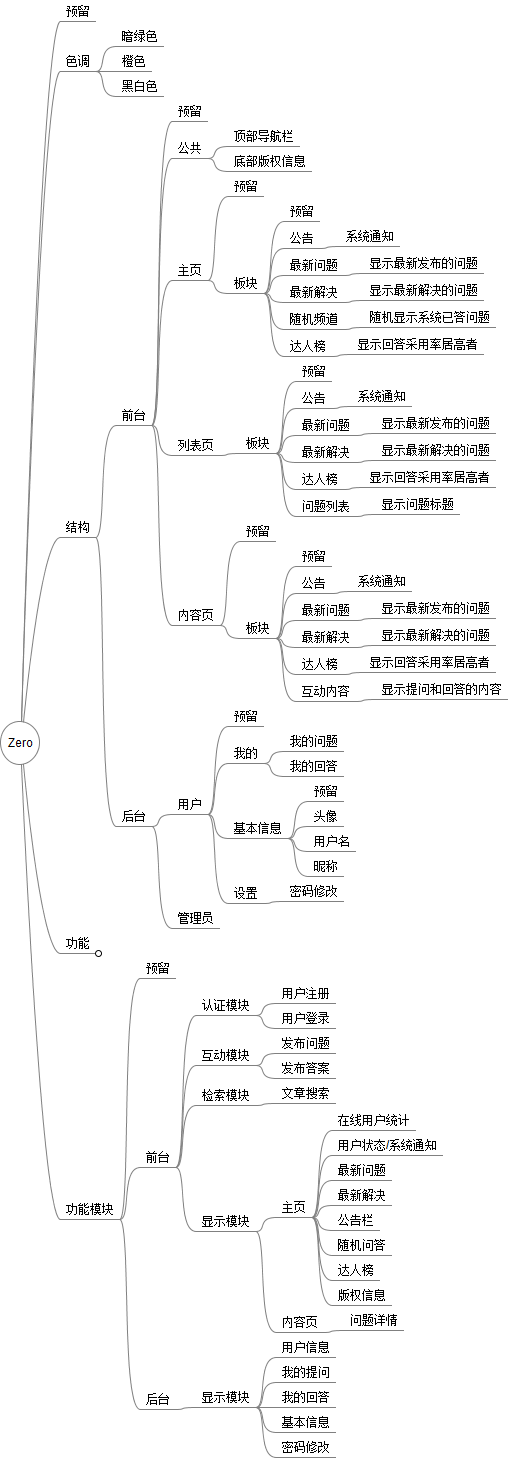 预留
色调
暗绿色
橙色
黑白色
Zero
结构
前台
预留
公共
顶部导航栏
底部版权信息
主页
预留
板块
预留
公告
系统通知
最新问题
显示最新发布的问题
最新解决
显示最新解决的问题
随机频道
随机显示系统已答问题
达人榜
显示回答采用率居高者
列表页
板块
预留
公告
系统通知
最新问题
显示最新发布的问题
最新解决
显示最新解决的问题
达人榜
显示回答采用率居高者
问题列表
显示问题标题
内容页
预留
板块
预留
公告
系统通知
最新问题
显示最新发布的问题
最新解决
显示最新解决的问题
达人榜
显示回答采用率居高者
互动内容
显示提问和回答的内容
后台
用户
预留
我的
我的问题
我的回答
基本信息
预留
头像
用户名
昵称
设置
密码修改
管理员
功能
功能模块
预留
前台
认证模块
用户注册
用户登录
互动模块
发布问题
发布答案
检索模块
文章搜索
显示模块
主页
在线用户统计
用户状态/系统通知
最新问题
最新解决
公告栏
随机问答
达人榜
版权信息
内容页
问题详情
后台
显示模块
用户信息
我的提问
我的回答
基本信息
密码修改